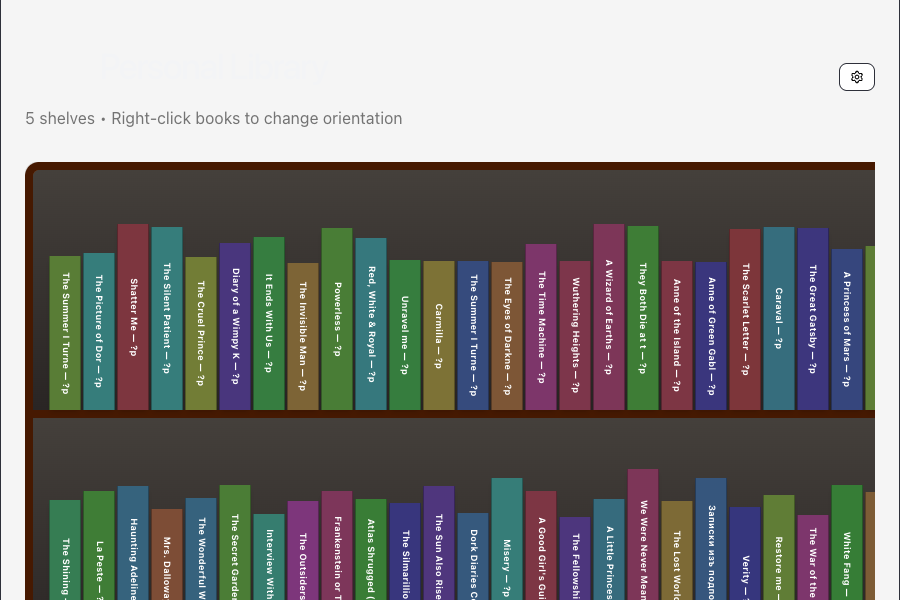 5 shelves • Right-click books to change orientation
The Summer I Turne — ?p
The Picture of Dor — ?p
Shatter Me — ?p
The Silent Patient — ?p
The Cruel Prince — ?p
Diary of a Wimpy K — ?p
It Ends With Us — ?p
The Invisible Man — ?p
Powerless — ?p
Red, White & Royal — ?p
Unravel me — ?p
Carmilla — ?p
The Summer I Turne — ?p
The Eyes of Darkne — ?p
The Time Machine — ?p
Wuthering Heights — ?p
A Wizard of Earths — ?p
They Both Die at t — ?p
Anne of the Island — ?p
Anne of Green Gabl — ?p
The Scarlet Letter — ?p
Caraval — ?p
The Great Gatsby — ?p
A Princess of Mars — ?p
The Shining -
La Peste — ?
Haunting Adeline
Mrs. Dallowa
The Wonderful W
The Secret Garden
Interview With
The Outsiders
Frankenstein or T
Atlas Shrugged (
The Silmarillio
The Sun Also Rise
Dork Diaries C
Misery — ?p
A Good Girl's Gui
The Fellowshi
A Little Princes
We Were Never Mean
The Lost World
Записки изъ подпо
Verity — ?
Restore me —
The War of the
White Fang —